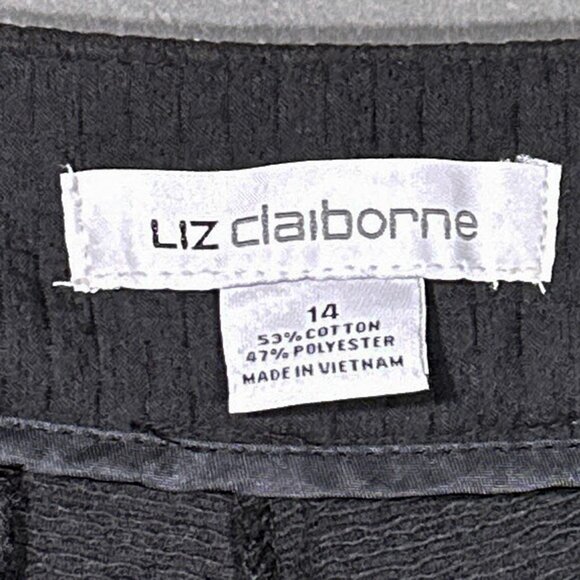 LIZ claiborne
14
53% COTTON
47% POLYESTER
MADE IN VIETNAM